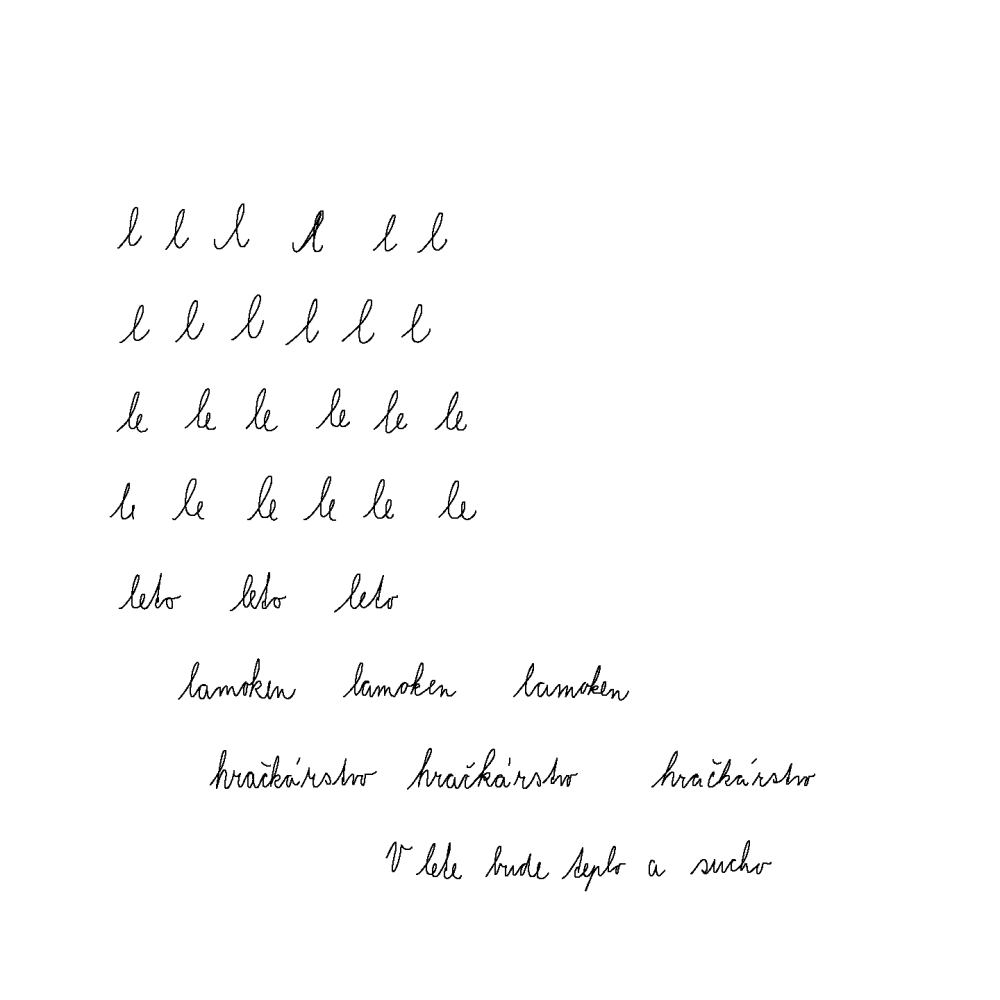 l l l l l l
l l l l l l
le le le le le le
le le le le le le
leto leto leto
lamoken lamoken lamoken
hračkárstvo hračkárstvo hračkárstvo
V lete bude teplo a sucho